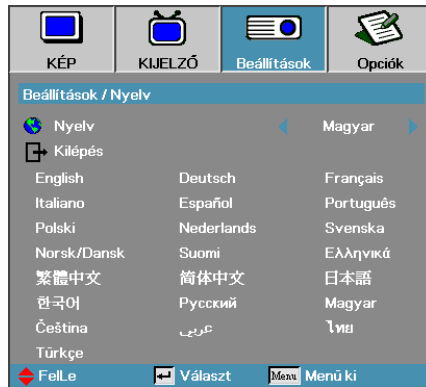 KÉP KIJELZŐ Beállítások Opciók
Beállítások / Nyelv
Nyelv Magyar
Kilépés
English Deutsch Français
Italiano Español Português
Polski Nederlands Svenska
Norsk/Dansk Suomi Ελληνικά
繁體中文 简体中文 日本語
한국어 Русский Magyar
Čeština عربي ไทย
Türkçe
FelLe Választ Menu Menü ki